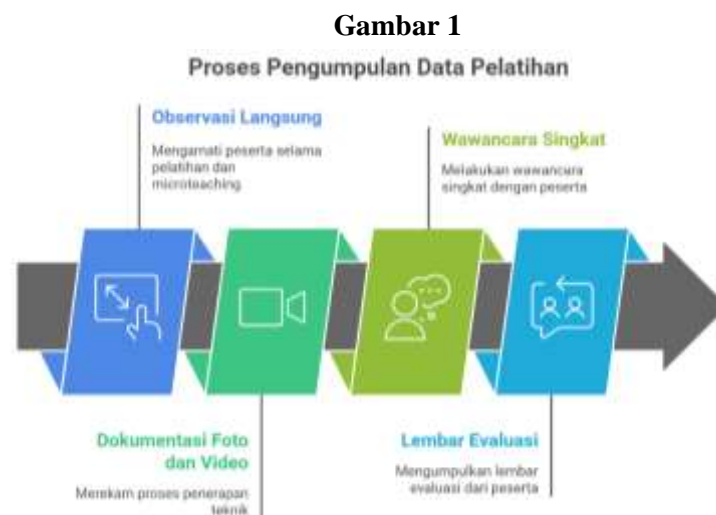 Gambar 1
Proses Pengumpulan Data Pelatihan
Observasi Langsung
Mengamati peserta selama
pelatihan dan
microteaching
Wawancara Singkat
Melakukan wawancara
singkat dengan peserta
Dokumentasi Foto
dan Video
Merekam proses penerapan
teknik
Lembar Evaluasi
Mengumpulkan lembar
evaluasi dari peserta